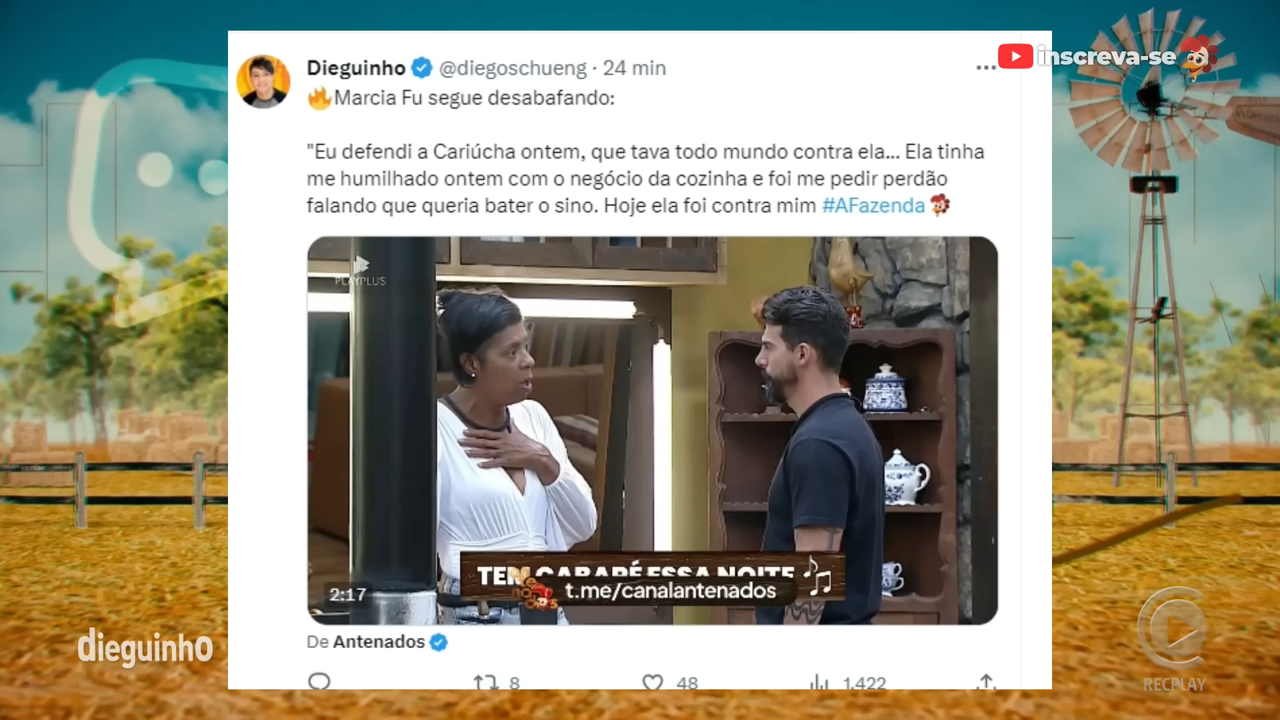 inscreva-se
Dieguinho @diegoschueng · 24 min
Marcia Fu segue desabafando:
"Eu defendi a Cariúcha ontem, que tava todo mundo contra ela... Ela tinha
me humilhado ontem com o negócio da cozinha e foi me pedir perdão
falando que queria bater o sino. Hoje ela foi contra mim #AFazenda
PLAYPLUS
TEM CABARÉ ESSA NOITE
t.me/canalantenados
2:17
De Antenados
8 48 1,422
dieguinho
RECPLAY